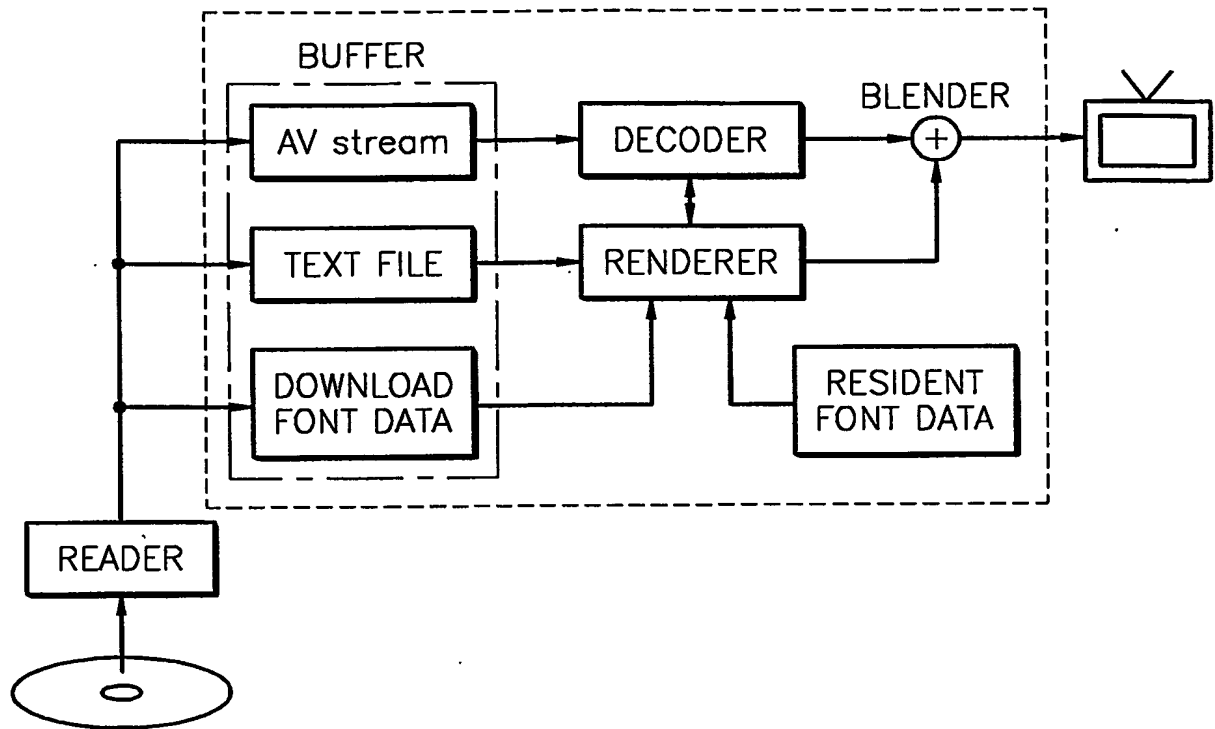 BUFFER
BLENDER
AV stream
DECODER
+
TEXT FILE
RENDERER
DOWNLOAD
FONT DATA
RESIDENT
FONT DATA
READER